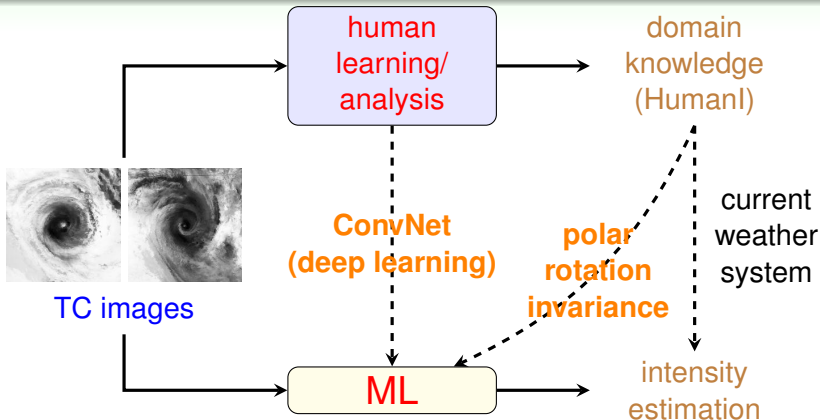 human
learning/
analysis
domain
knowledge
(HumanI)
TC images
ConvNet
(deep learning)
polar
rotation
invariance
current
weather
system
ML
intensity
estimation